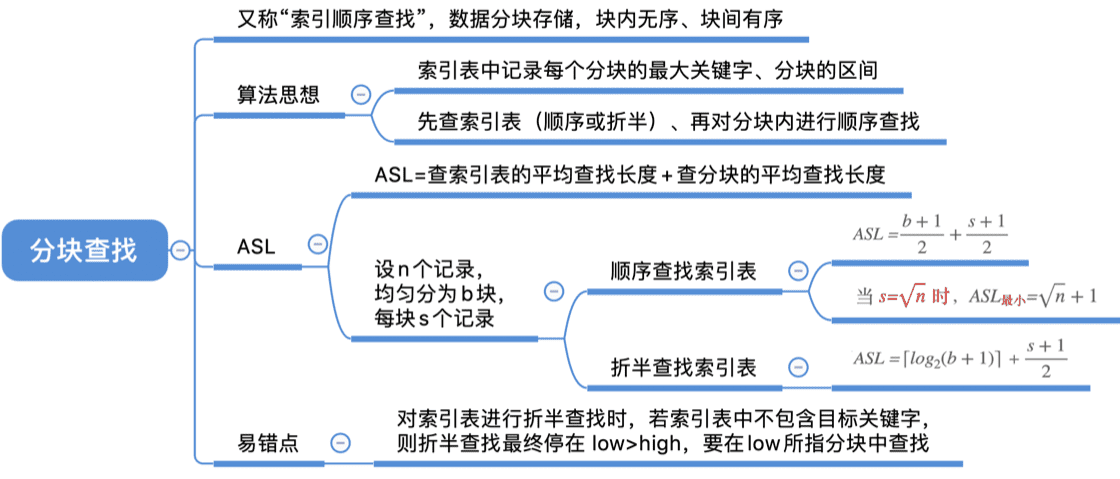 又称“索引顺序查找”，数据分块存储，块内无序、块间有序
算法思想
索引表中记录每个分块的最大关键字、分块的区间
先查索引表（顺序或折半）、再对分块内进行顺序查找
分块查找
ASL
ASL=查索引表的平均查找长度+查分块的平均查找长度
设n个记录，
均匀分为b块，
每块s个记录
顺序查找索引表
ASL = (b+1)/2 + (s+1)/2
当 s=√n 时，ASL最小=√n + 1
折半查找索引表
ASL = ⌈log₂(b+1)⌉ + (s+1)/2
易错点
对索引表进行折半查找时，若索引表中不包含目标关键字，
则折半查找最终停在 low>high，要在low所指分块中查找